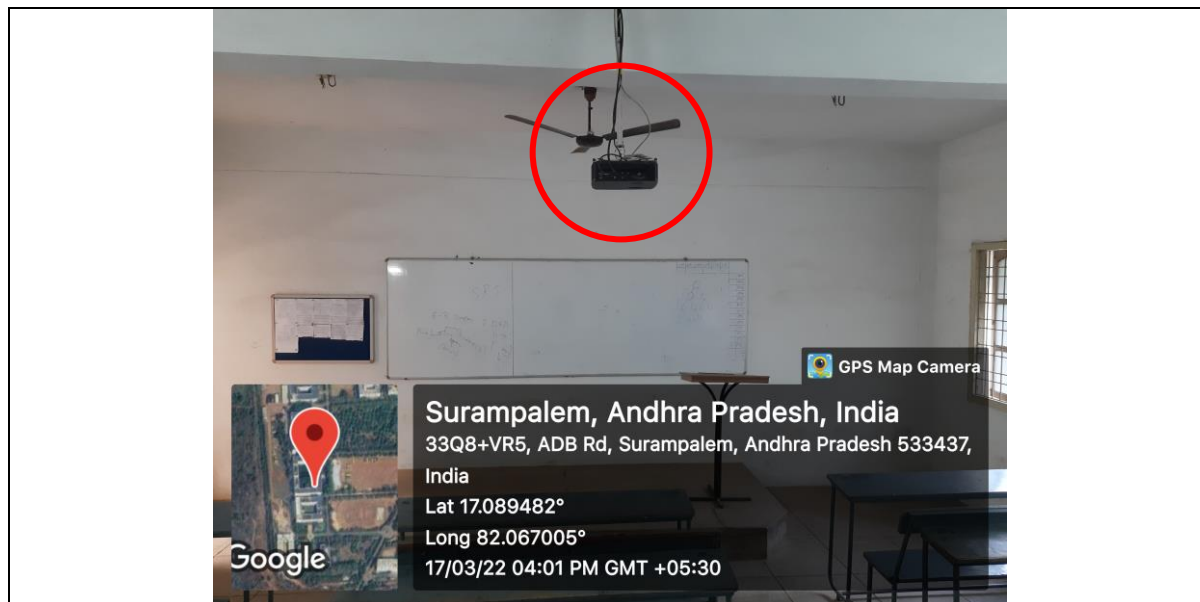 GPS Map Camera
Surampalem, Andhra Pradesh, India
33Q8+VR5, ADB Rd, Surampalem, Andhra Pradesh 533437,
India
Lat 17.089482°
Long 82.067005°
17/03/22 04:01 PM GMT +05:30
Google